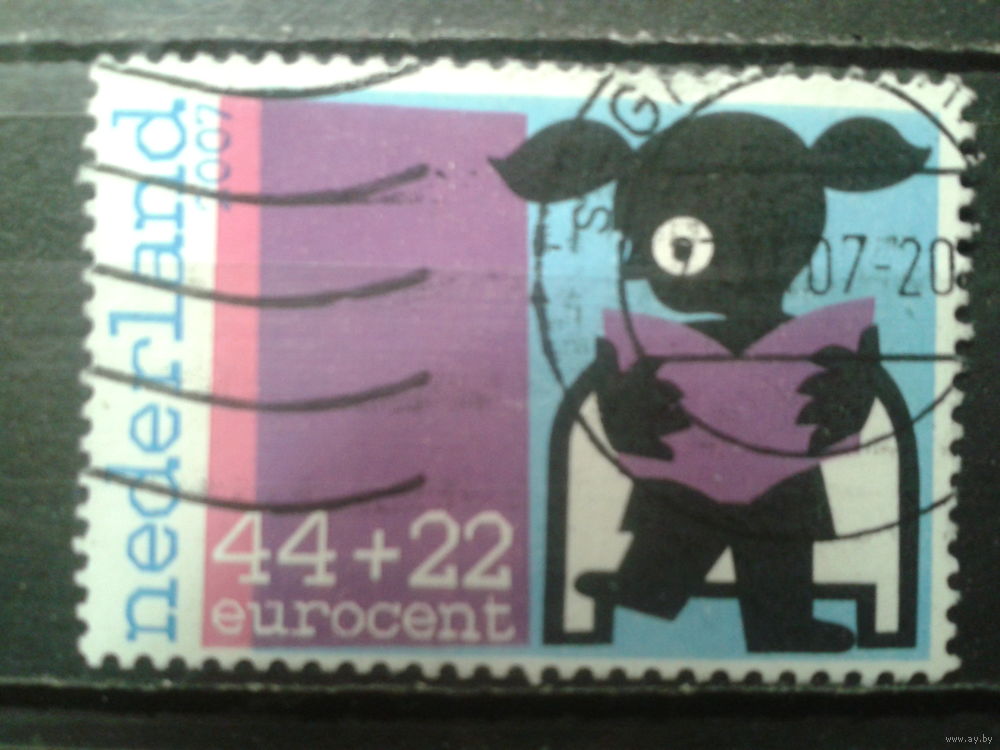 nederland
2007
44 + 22
eurocent
'S-G
07-20
www.ay.by